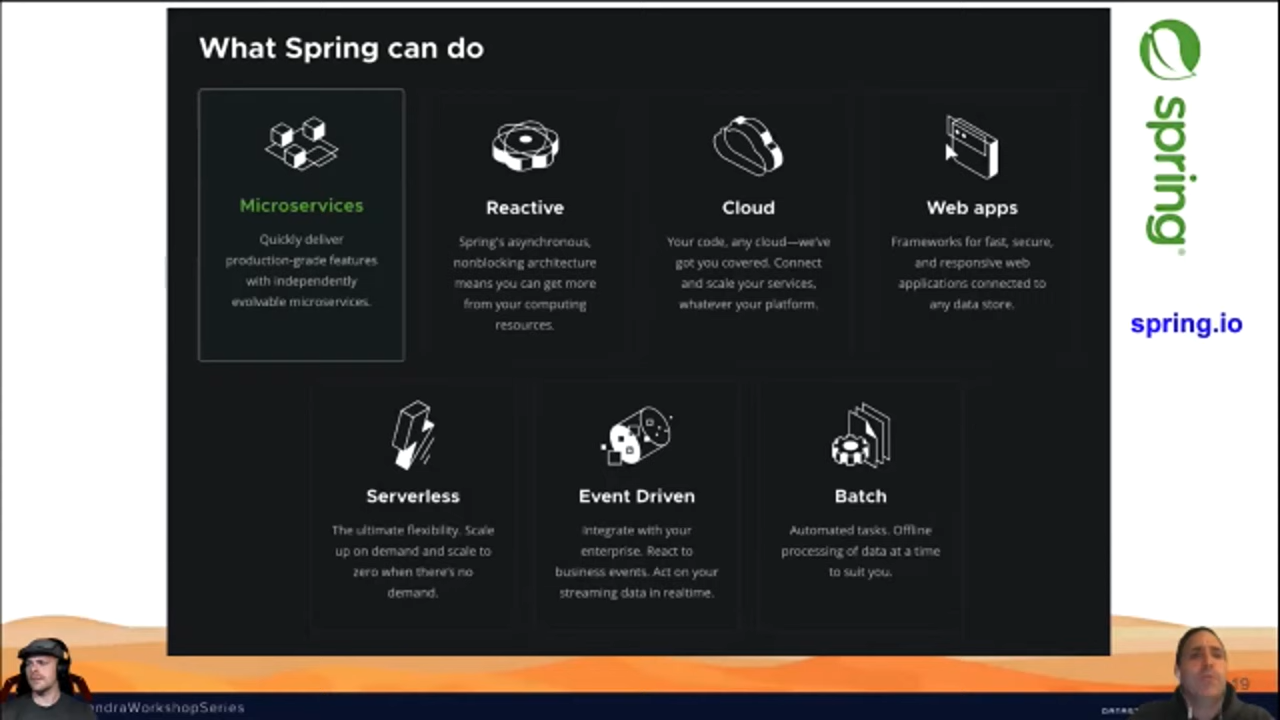 What Spring can do
Microservices
Quickly deliver
production-grade features
with independently
evolvable microservices.
Reactive
Spring's asynchronous,
nonblocking architecture
means you can get more
from your computing
resources.
Cloud
Your code, any cloud—we've
got you covered. Connect
and scale your services,
whatever your platform.
Web apps
Frameworks for fast, secure,
and responsive web
applications connected to
any data store.
Serverless
The ultimate flexibility. Scale
up on demand and scale to
zero when there's no
demand.
Event Driven
Integrate with your
enterprise. React to
business events. Act on your
streaming data in realtime.
Batch
Automated tasks. Offline
processing of data at a time
to suit you.
spring
spring.io
19
ndraWorkshopSeries